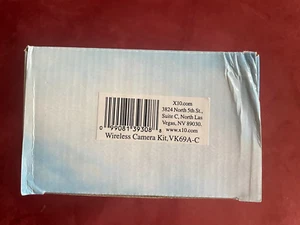 X10.com
3824 North 5th St.,
Suite C, North Las
Vegas, NV 89030.
www.x10.com
0 99081 39308 8
Wireless Camera Kit,VK69A-C